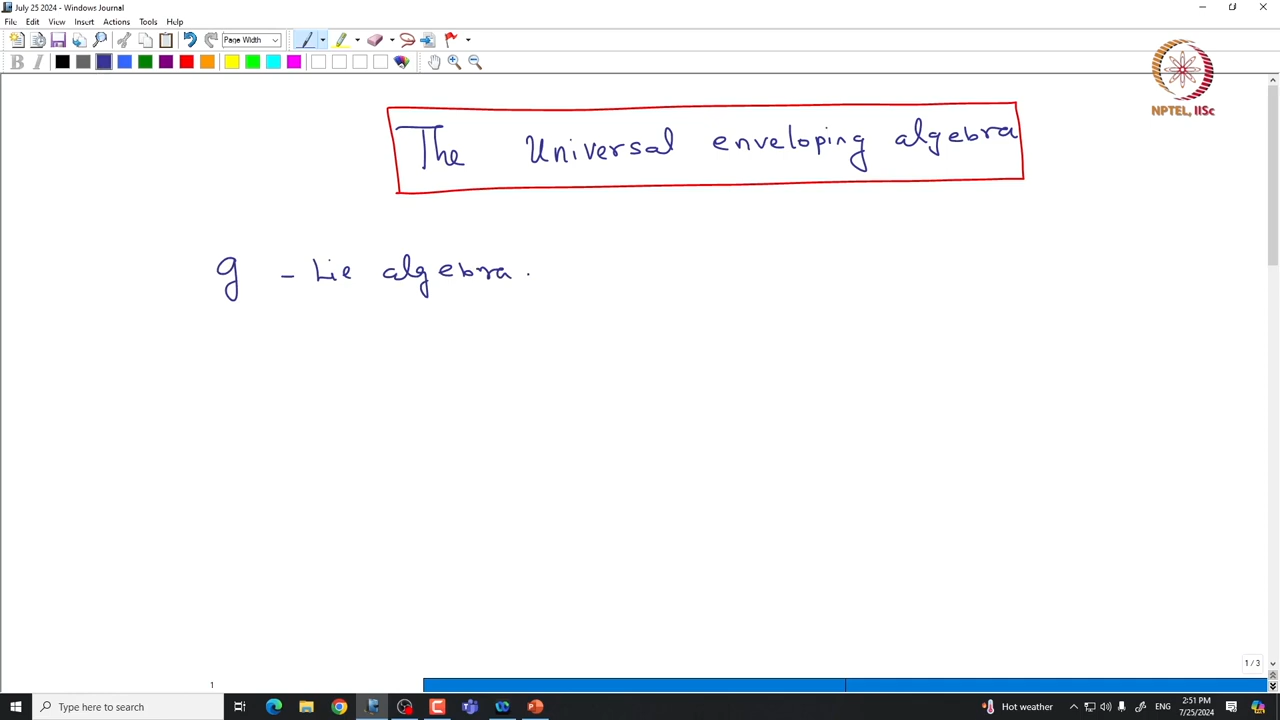 July 25 2024 - Windows Journal
File Edit View Insert Actions Tools Help
Page Width
B I
NPTEL, IISc
The Universal enveloping algebra
g - Lie algebra.
1 / 3
1
Type here to search
Hot weather
ENG
2:51 PM
7/25/2024